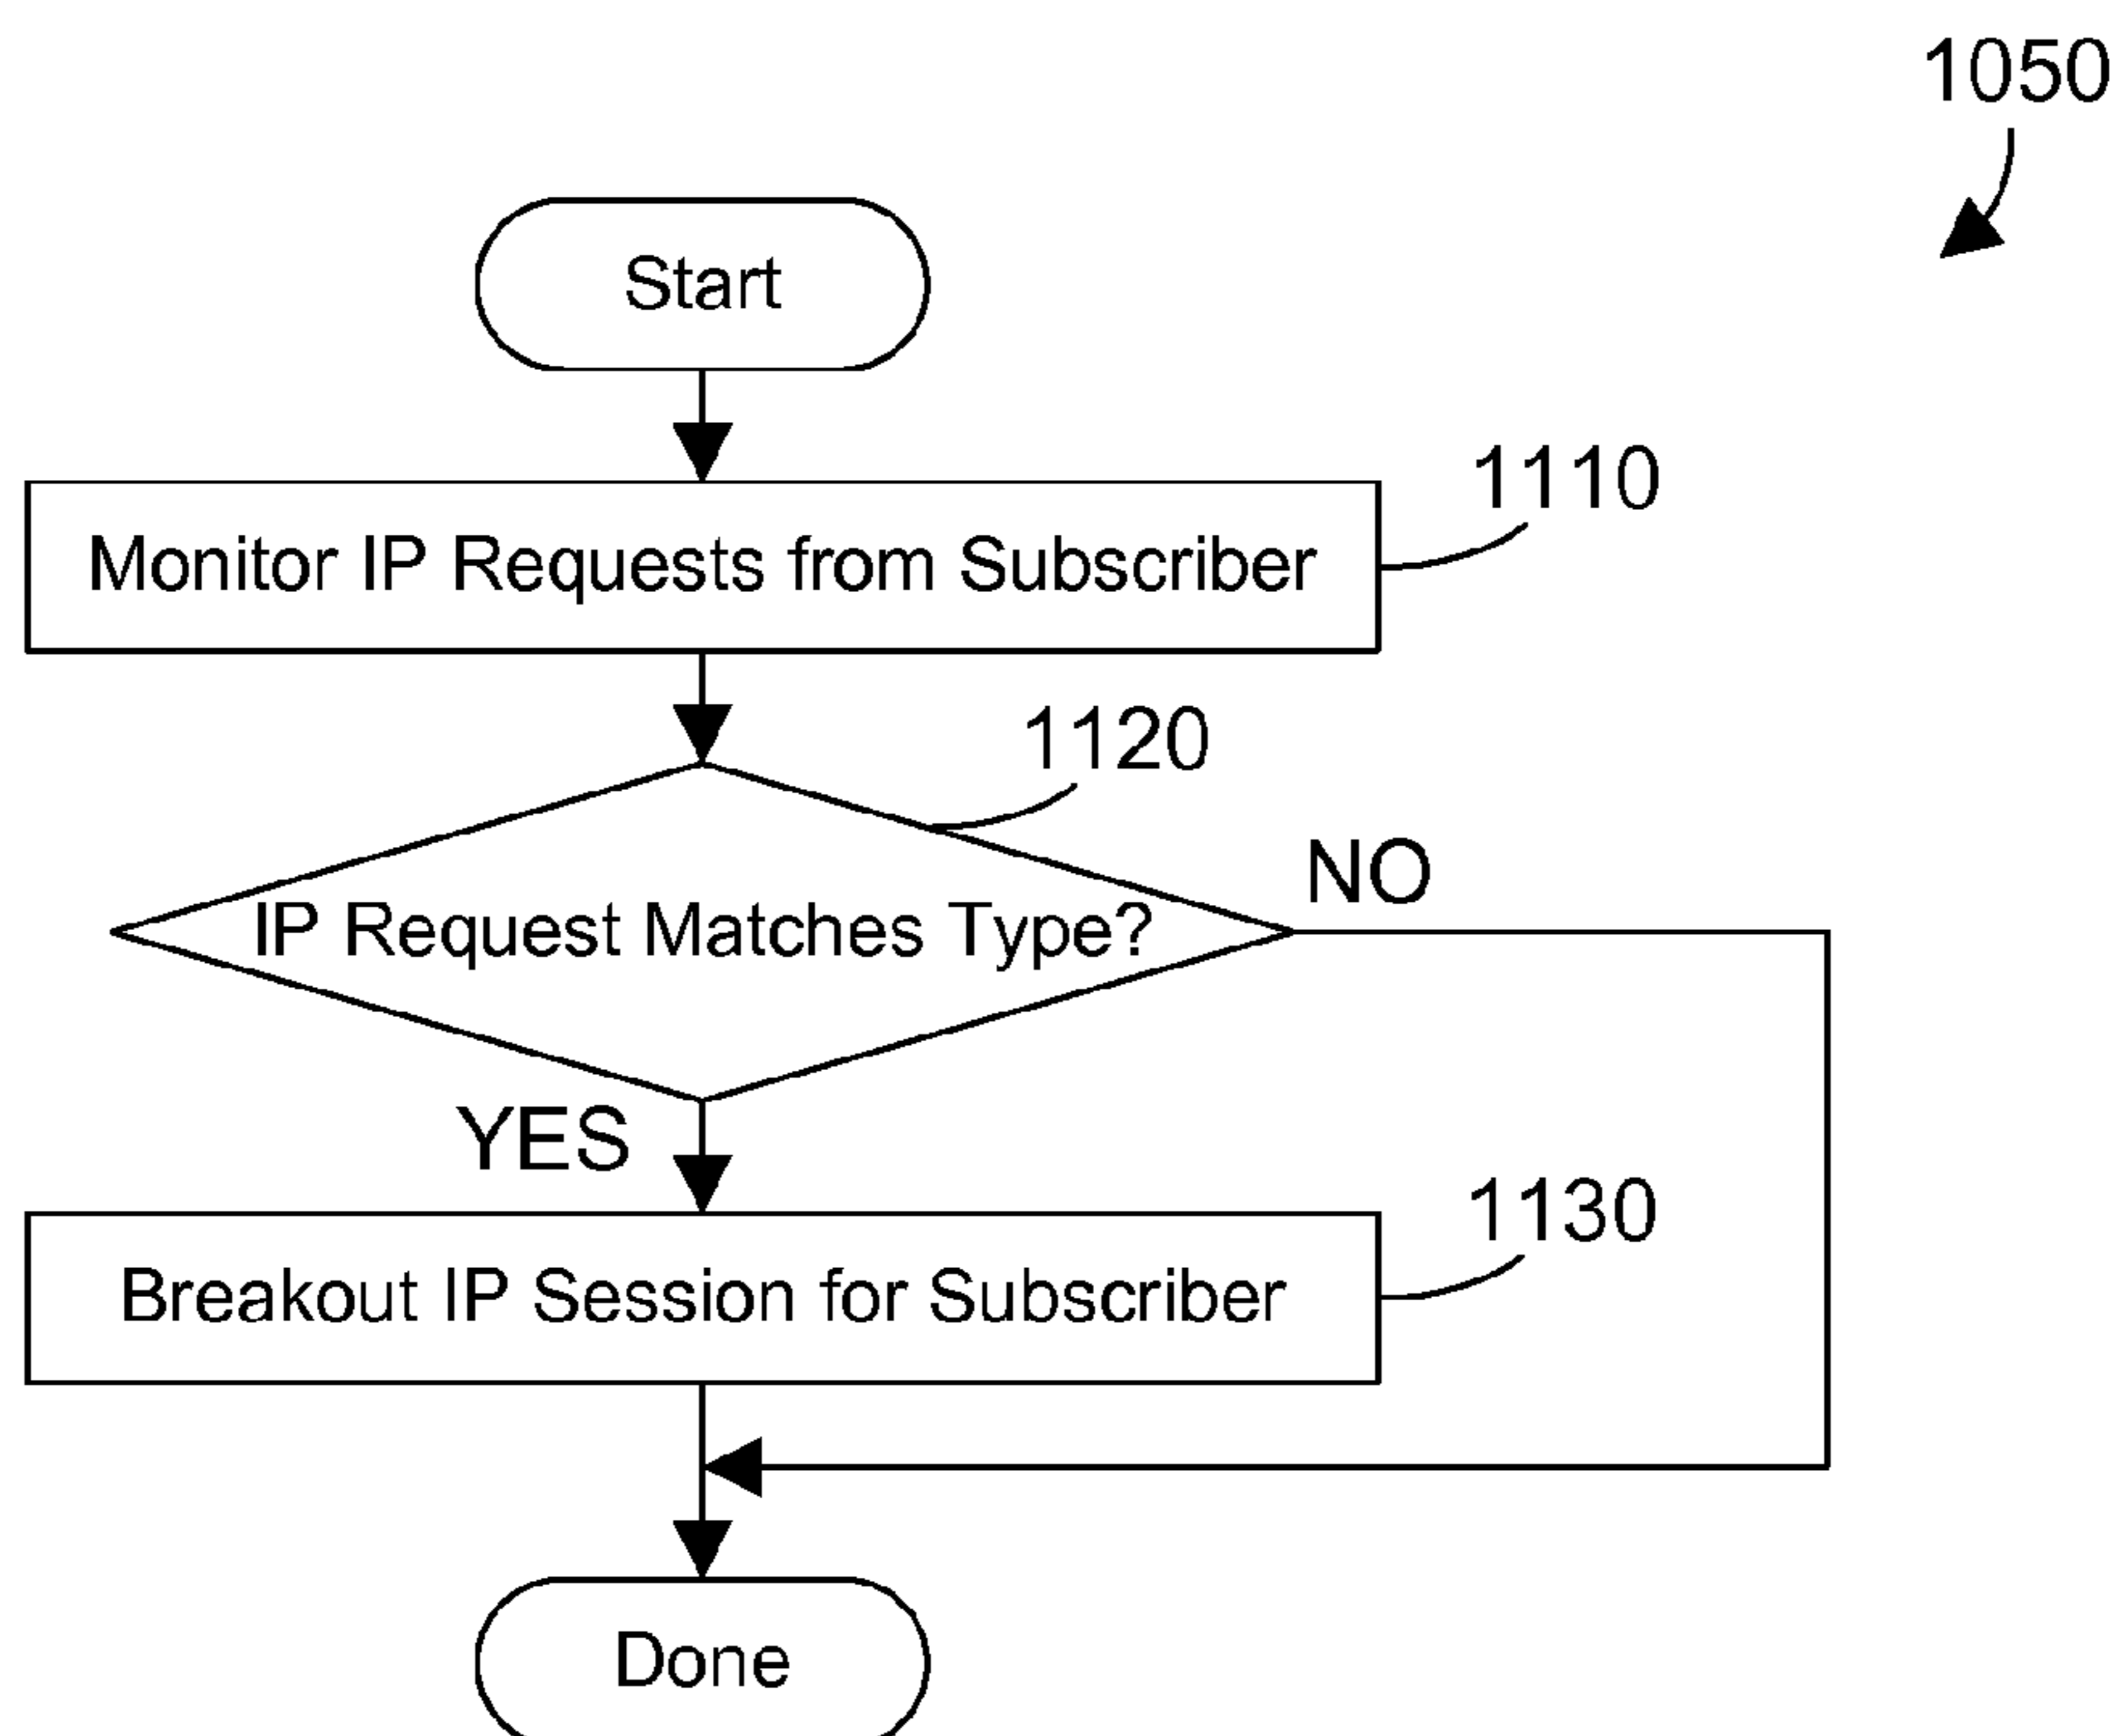 1050
Start
1110
Monitor IP Requests from Subscriber
1120
NO
IP Request Matches Type?
YES
1130
Breakout IP Session for Subscriber
Done